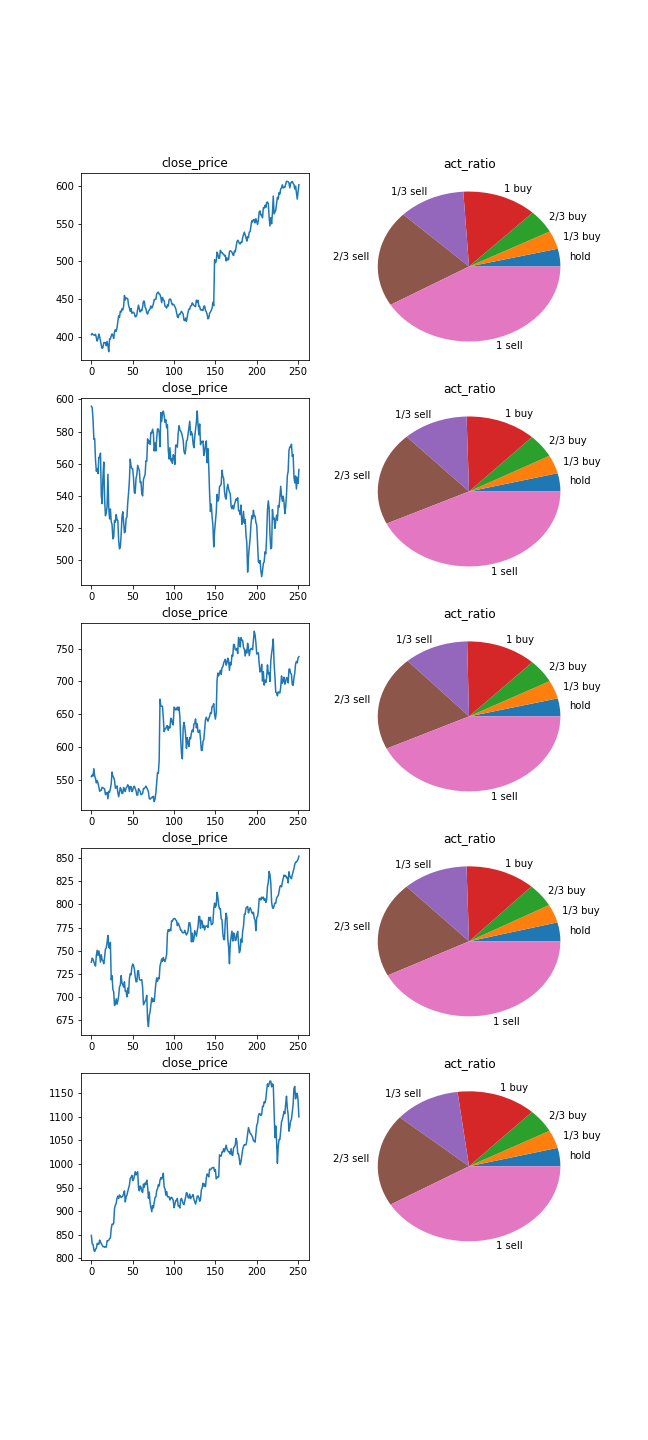 close_price
act_ratio
600
550
500
450
400
0 50 100 150 200 250
1/3 sell
1 buy
2/3 buy
1/3 buy
hold
2/3 sell
1 sell
close_price
act_ratio
600
580
560
540
520
500
0 50 100 150 200 250
1/3 sell
1 buy
2/3 buy
1/3 buy
hold
2/3 sell
1 sell
close_price
act_ratio
750
700
650
600
550
0 50 100 150 200 250
1/3 sell
1 buy
2/3 buy
1/3 buy
hold
2/3 sell
1 sell
close_price
act_ratio
850
825
800
775
750
725
700
675
0 50 100 150 200 250
1/3 sell
1 buy
2/3 buy
1/3 buy
hold
2/3 sell
1 sell
close_price
act_ratio
1150
1100
1050
1000
950
900
850
800
0 50 100 150 200 250
1/3 sell
1 buy
2/3 buy
1/3 buy
hold
2/3 sell
1 sell